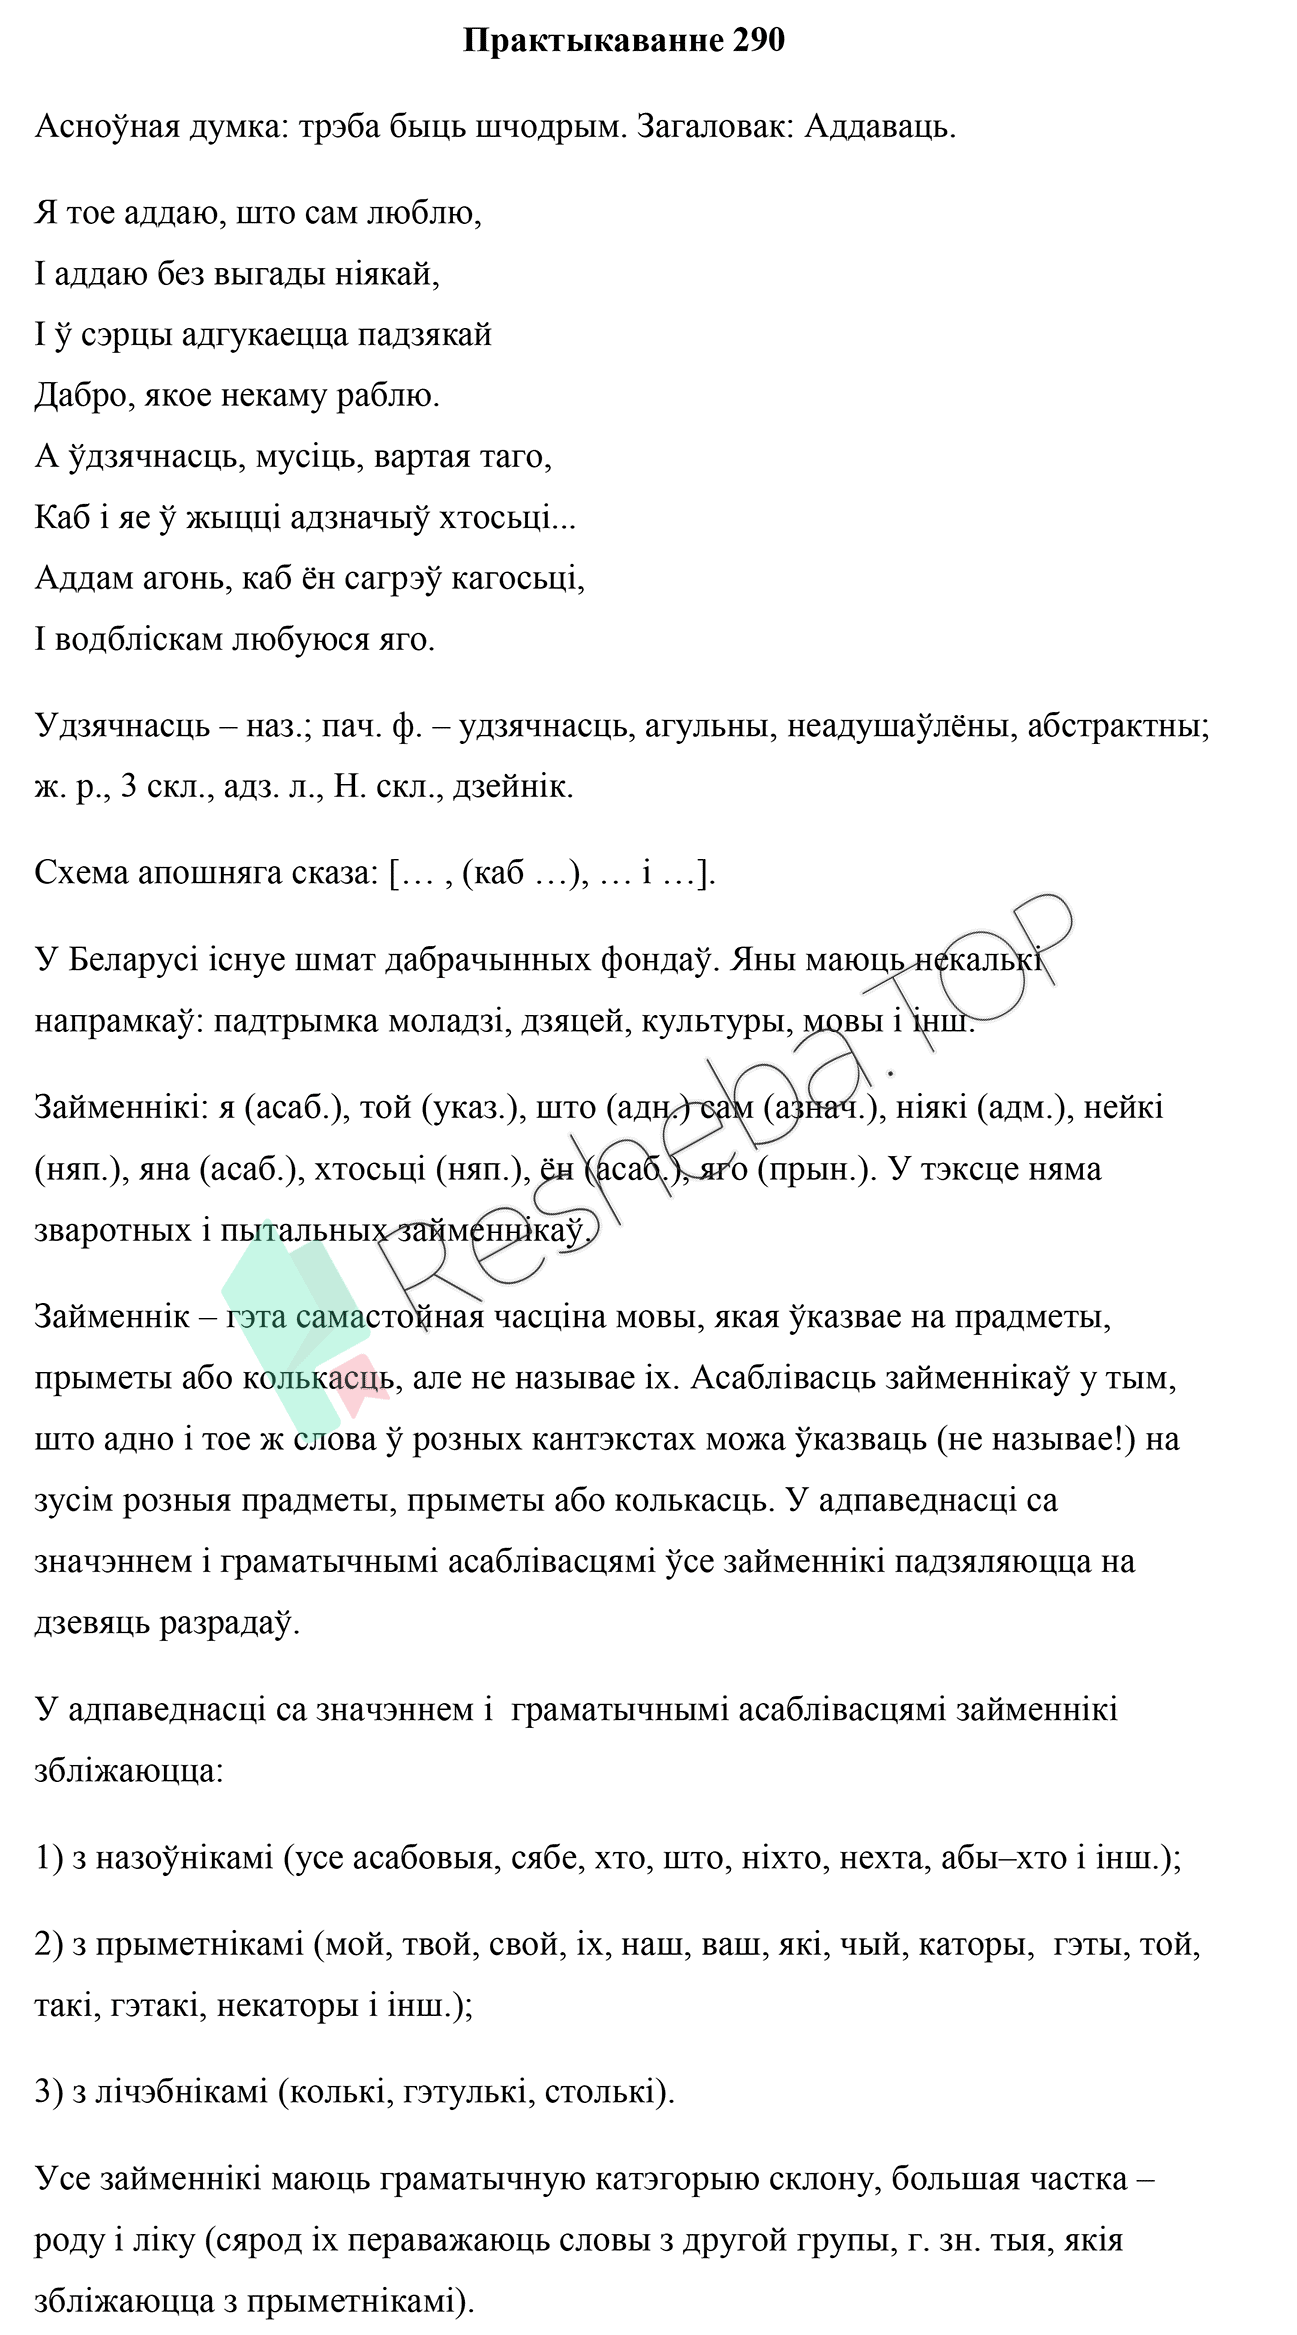 Практыкаванне 290
Асноўная думка: трэба быць шчодрым. Загаловак: Аддаваць.
Я тое аддаю, што сам люблю,
І аддаю без выгады ніякай,
І ў сэрцы адгукаецца падзякай
Дабро, якое некаму раблю.
А ўдзячнасць, мусіць, вартая таго,
Каб і яе ў жыцці адзначыў хтосьці...
Аддам агонь, каб ён сагрэў кагосьці,
І водбліскам любуюся яго.
Удзячнасць – наз.; пач. ф. – удзячнасць, агульны, неадушаўлёны, абстрактны;
ж. р., 3 скл., адз. л., Н. скл., дзейнік.
Схема апошняга сказа: [… , (каб …), … і …].
У Беларусі існуе шмат дабрачынных фондаў. Яны маюць некалькі
напрамкаў: падтрымка моладзі, дзяцей, культуры, мовы і інш.
Займеннікі: я (асаб.), той (указ.), што (адн.) сам (азнач.), ніякі (адм.), нейкі
(няп.), яна (асаб.), хтосьці (няп.), ён (асаб.), яго (прын.). У тэксце няма
зваротных і пытальных займеннікаў.
Займеннік – гэта самастойная часціна мовы, якая ўказвае на прадметы,
прыметы або колькасць, але не называе іх. Асаблівасць займеннікаў у тым,
што адно і тое ж слова ў розных кантэкстах можа ўказваць (не называе!) на
зусім розныя прадметы, прыметы або колькасць. У адпаведнасці са
значэннем і граматычнымі асаблівасцямі ўсе займеннікі падзяляюцца на
дзевяць разрадаў.
У адпаведнасці са значэннем і  граматычнымі асаблівасцямі займеннікі
збліжаюцца:
1) з назоўнікамі (усе асабовыя, сябе, хто, што, ніхто, нехта, абы–хто і інш.);
2) з прыметнікамі (мой, твой, свой, іх, наш, ваш, які, чый, каторы,  гэты, той,
такі, гэтакі, некаторы і інш.);
3) з лічэбнікамі (колькі, гэтулькі, столькі).
Усе займеннікі маюць граматычную катэгорыю склону, большая частка –
роду і ліку (сярод іх пераважаюць словы з другой групы, г. зн. тыя, якія
збліжаюцца з прыметнікамі).
Resheba.TOP